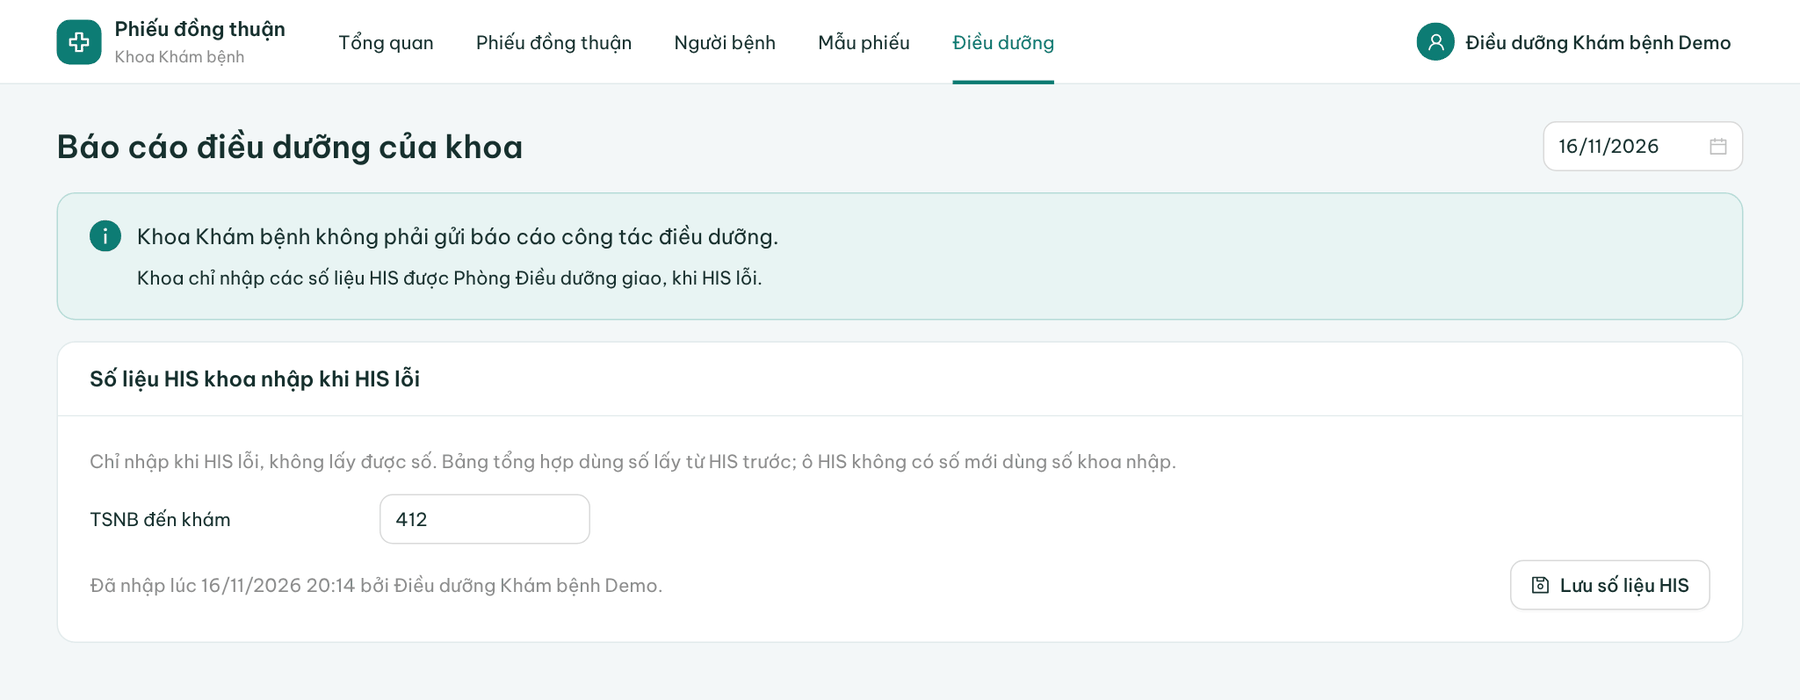 Phiếu đồng thuận
Khoa Khám bệnh
Tổng quan
Phiếu đồng thuận
Người bệnh
Mẫu phiếu
Điều dưỡng
Điều dưỡng Khám bệnh Demo
Báo cáo điều dưỡng của khoa
16/11/2026
Khoa Khám bệnh không phải gửi báo cáo công tác điều dưỡng.
Khoa chỉ nhập các số liệu HIS được Phòng Điều dưỡng giao, khi HIS lỗi.
Số liệu HIS khoa nhập khi HIS lỗi
Chỉ nhập khi HIS lỗi, không lấy được số. Bảng tổng hợp dùng số lấy từ HIS trước; ô HIS không có số mới dùng số khoa nhập.
TSNB đến khám
412
Đã nhập lúc 16/11/2026 20:14 bởi Điều dưỡng Khám bệnh Demo.
Lưu số liệu HIS